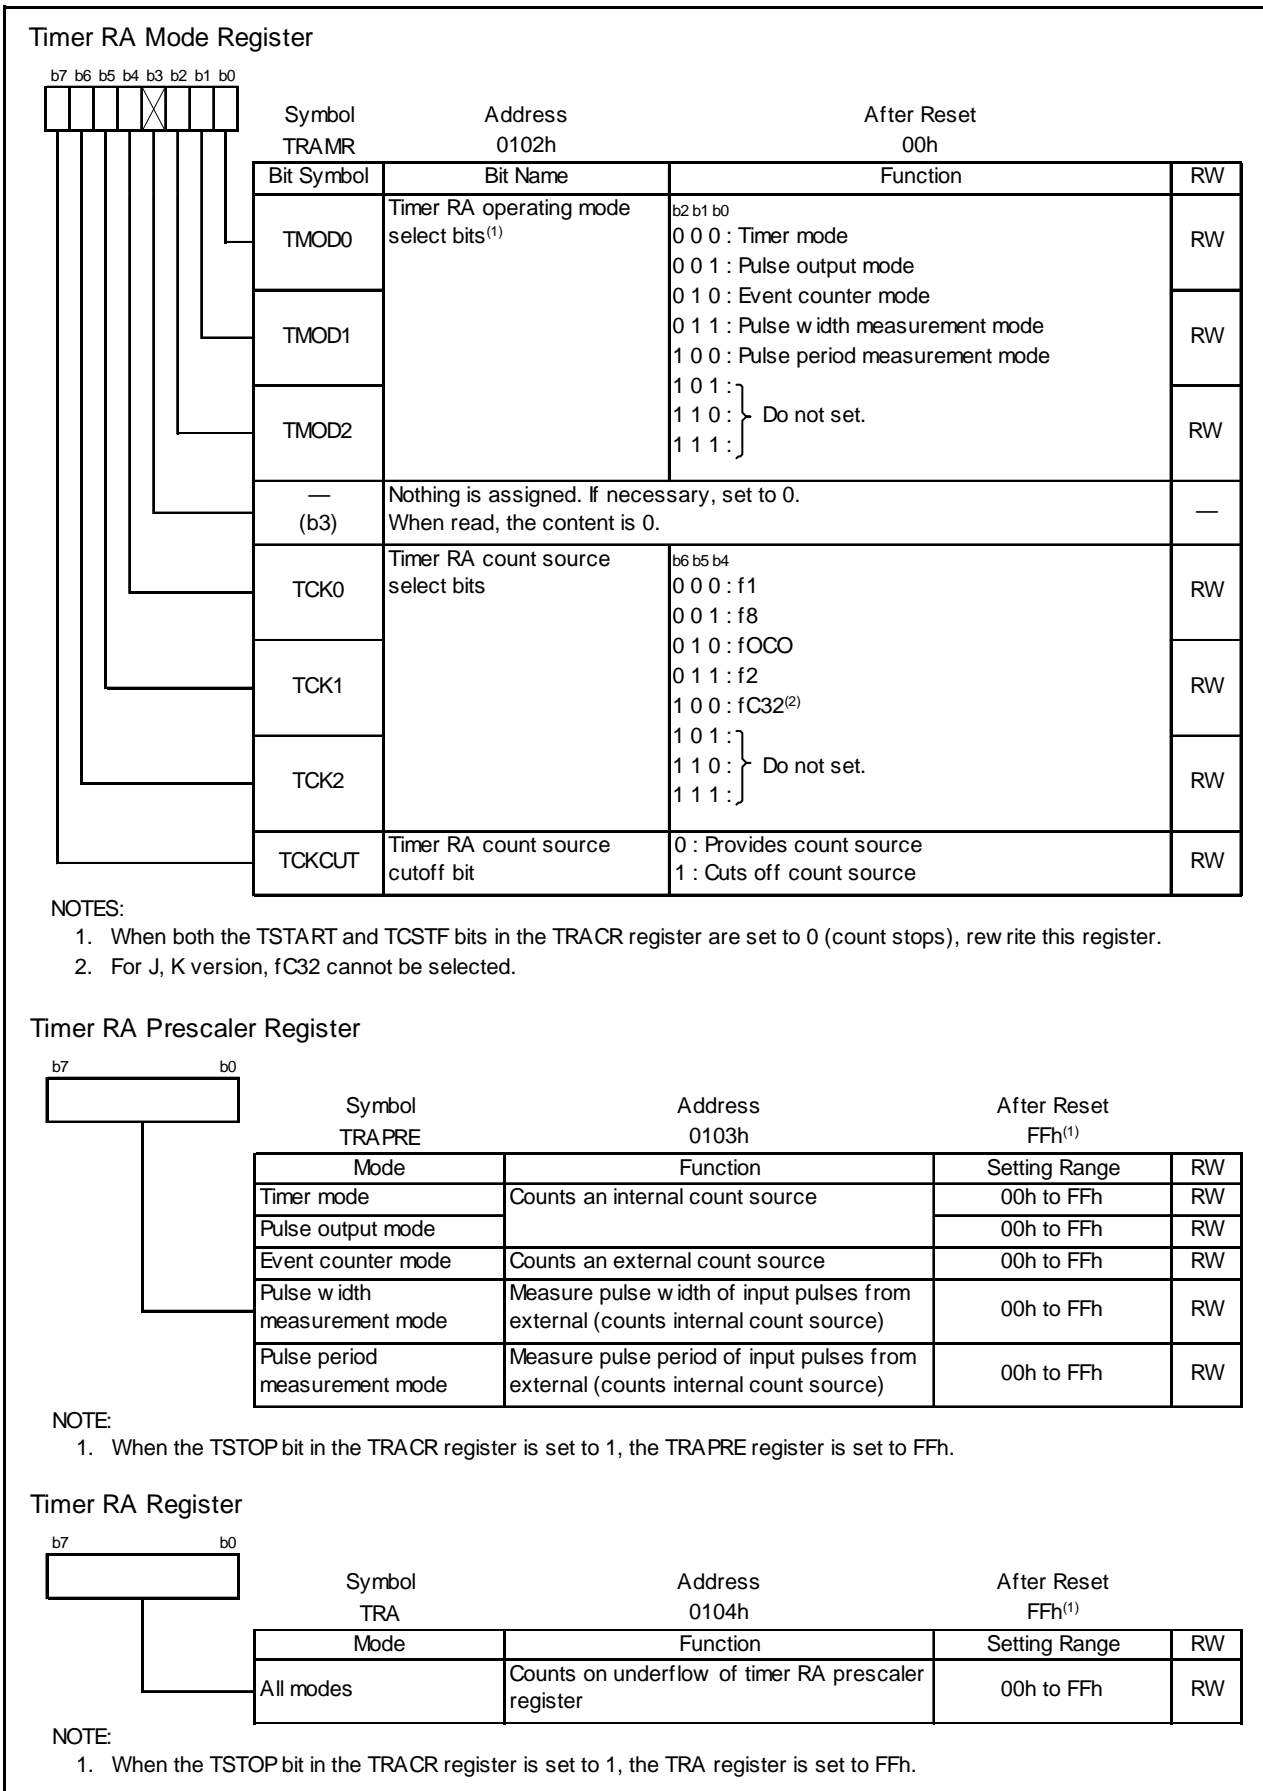 Timer RA Mode Register
b7 b6 b5 b4 b3 b2 b1 b0
Symbol Address After Reset
TRAMR 0102h 00h
Bit Symbol Bit Name Function RW
TMOD0 Timer RA operating mode select bits(1) b2 b1 b0 RW
0 0 0 : Timer mode
0 0 1 : Pulse output mode
0 1 0 : Event counter mode
TMOD1 0 1 1 : Pulse width measurement mode RW
1 0 0 : Pulse period measurement mode
1 0 1 :
TMOD2 1 1 0 : Do not set. RW
1 1 1 :
— (b3) Nothing is assigned. If necessary, set to 0. —
When read, the content is 0.
TCK0 Timer RA count source select bits b6 b5 b4 RW
0 0 0 : f1
0 0 1 : f8
0 1 0 : fOCO
TCK1 0 1 1 : f2 RW
1 0 0 : fC32(2)
1 0 1 :
TCK2 1 1 0 : Do not set. RW
1 1 1 :
TCKCUT Timer RA count source cutoff bit 0 : Provides count source RW
1 : Cuts off count source
NOTES:
1. When both the TSTART and TCSTF bits in the TRACR register are set to 0 (count stops), rewrite this register.
2. For J, K version, fC32 cannot be selected.
Timer RA Prescaler Register
b7 b0
Symbol Address After Reset
TRAPRE 0103h FFh(1)
Mode Function Setting Range RW
Timer mode Counts an internal count source 00h to FFh RW
Pulse output mode 00h to FFh RW
Event counter mode Counts an external count source 00h to FFh RW
Pulse width Measure pulse width of input pulses from
measurement mode external (counts internal count source) 00h to FFh RW
Pulse period Measure pulse period of input pulses from
measurement mode external (counts internal count source) 00h to FFh RW
NOTE:
1. When the TSTOP bit in the TRACR register is set to 1, the TRAPRE register is set to FFh.
Timer RA Register
b7 b0
Symbol Address After Reset
TRA 0104h FFh(1)
Mode Function Setting Range RW
All modes Counts on underflow of timer RA prescaler
register 00h to FFh RW
NOTE:
1. When the TSTOP bit in the TRACR register is set to 1, the TRA register is set to FFh.